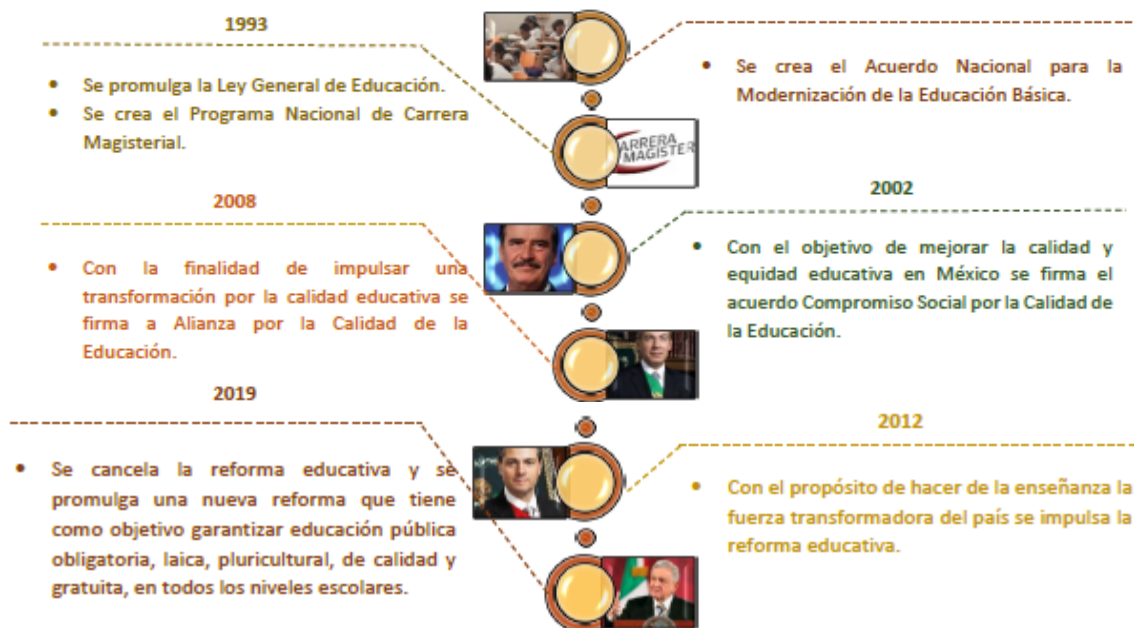 1993
• Se promulga la Ley General de Educación.
• Se crea el Programa Nacional de Carrera
Magisterial.
• Se crea el Acuerdo Nacional para la
Modernización de la Educación Básica.
ARRERA
MAGISTER
2008
• Con la finalidad de impulsar una
transformación por la calidad educativa se
firma a Alianza por la Calidad de la
Educación.
2002
• Con el objetivo de mejorar la calidad y
equidad educativa en México se firma el
acuerdo Compromiso Social por la Calidad de
la Educación.
2019
• Se cancela la reforma educativa y se
promulga una nueva reforma que tiene
como objetivo garantizar educación pública
obligatoria, laica, pluricultural, de calidad y
gratuita, en todos los niveles escolares.
2012
• Con el propósito de hacer de la enseñanza la
fuerza transformadora del país se impulsa la
reforma educativa.